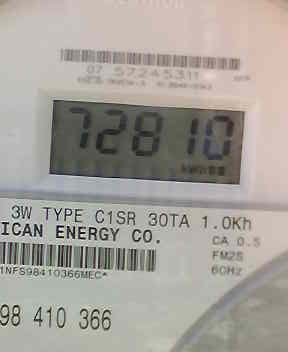 07 57245311
72810
3W TYPE C1SR 30TA 1.0Kh
ICAN ENERGY CO.
CA 0.5
FM2S
60Hz
1NFS98410366MEC*
98 410 366